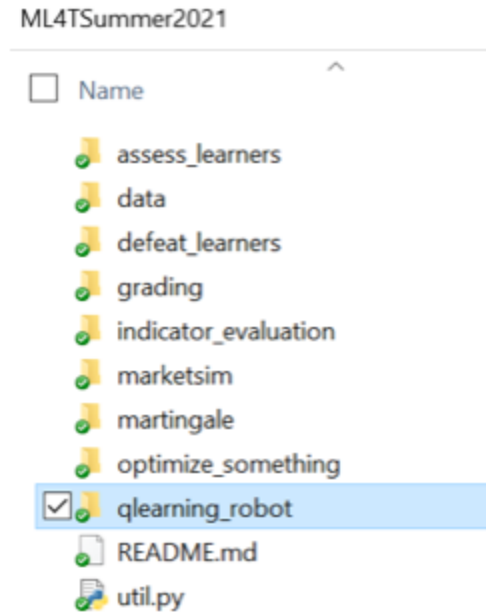 ML4TSummer2021
Name
assess_learners
data
defeat_learners
grading
indicator_evaluation
marketsim
martingale
optimize_something
qlearning_robot
README.md
util.py